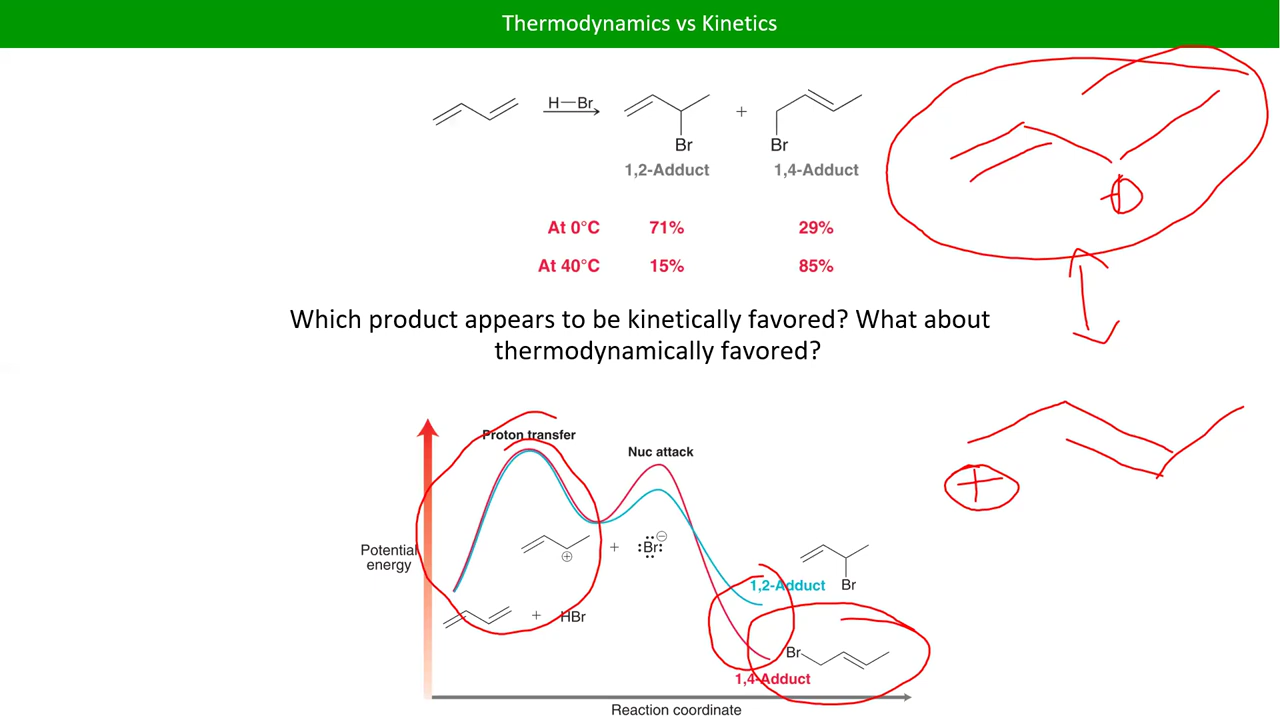 Thermodynamics vs Kinetics
H—Br
+
Br
Br
1,2-Adduct
1,4-Adduct
At 0°C 71% 29%
At 40°C 15% 85%
+
Which product appears to be kinetically favored? What about
thermodynamically favored?
+
Proton transfer
Nuc attack
Potential
energy
+ :Br: ⊖
⊕
1,2-Adduct
Br
+ HBr
Br
1,4-Adduct
Reaction coordinate